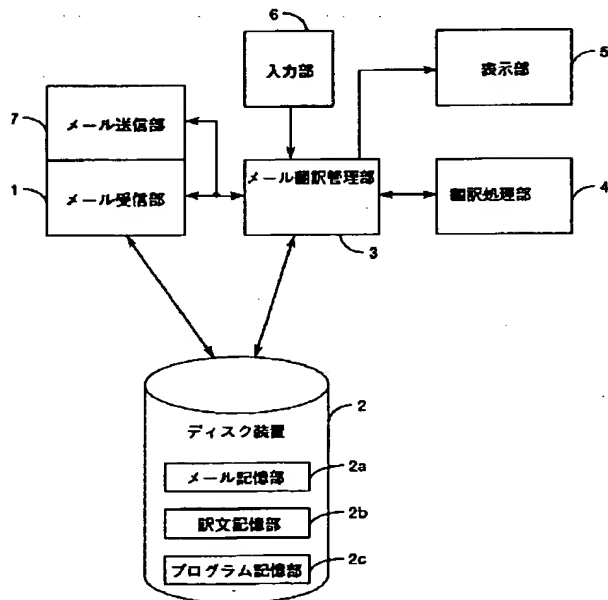 6
入力部
表示部
5
7
メール送信部
1
メール受信部
メール翻訳管理部
3
翻訳処理部
4
2
ディスク装置
メール記憶部
2a
訳文記憶部
2b
プログラム記憶部
2c